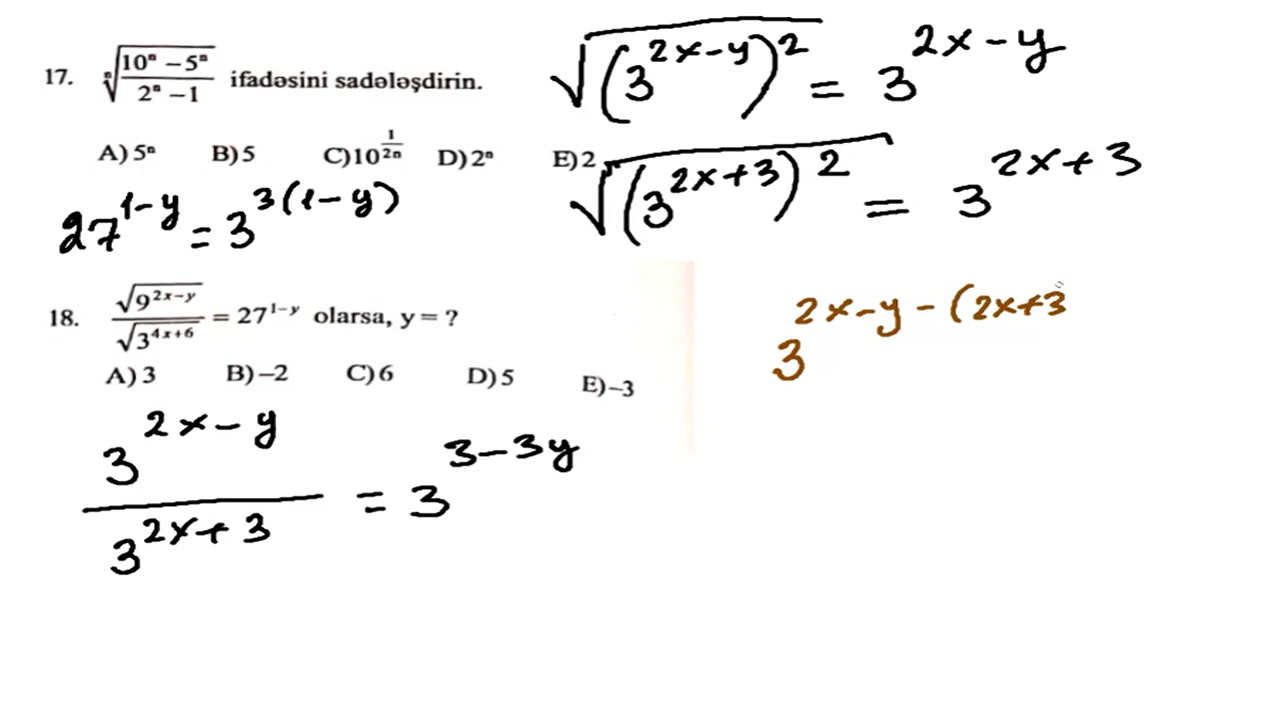 17. ⁿ√((10ⁿ – 5ⁿ)/(2ⁿ – 1)) ifadəsini sadələşdirin.
A) 5ⁿ B) 5 C) 10^(1/2n) D) 2ⁿ E) 2
√((3^(2x-y))²) = 3^(2x-y)
√((3^(2x+3))²) = 3^(2x+3)
27^(1-y) = 3^(3(1-y))
18. √(9^(2x-y))/√(3^(4x+6)) = 27^(1-y) olarsa, y = ?
A) 3 B) –2 C) 6 D) 5 E) –3
3^(2x-y)/3^(2x+3) = 3^(3-3y)
3^(2x-y-(2x+3